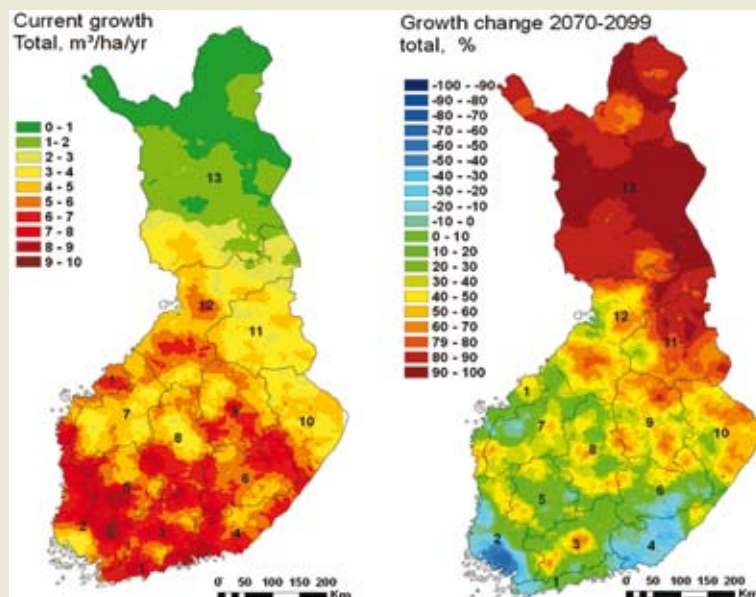 Current growth
Total, m³/ha/yr
0 - 1
1 - 2
2 - 3
3 - 4
4 - 5
5 - 6
6 - 7
7 - 8
8 - 9
9 - 10
13
12
11
1
7
8
9
10
5
6
2
3
4
1
0 50 100 150 200
Km
Growth change 2070-2099
total, %
-100 - -90
-90 - -80
-80 - -70
-70 - -60
-60 - -50
-50 - -40
-40 - -30
-30 - -20
-20 - -10
-10 - 0
0 - 10
10 - 20
20 - 30
30 - 40
40 - 50
50 - 60
60 - 70
79 - 80
80 - 90
90 - 100
13
12
11
1
7
8
9
10
5
6
2
3
4
1
0 50 100 150 200
Km